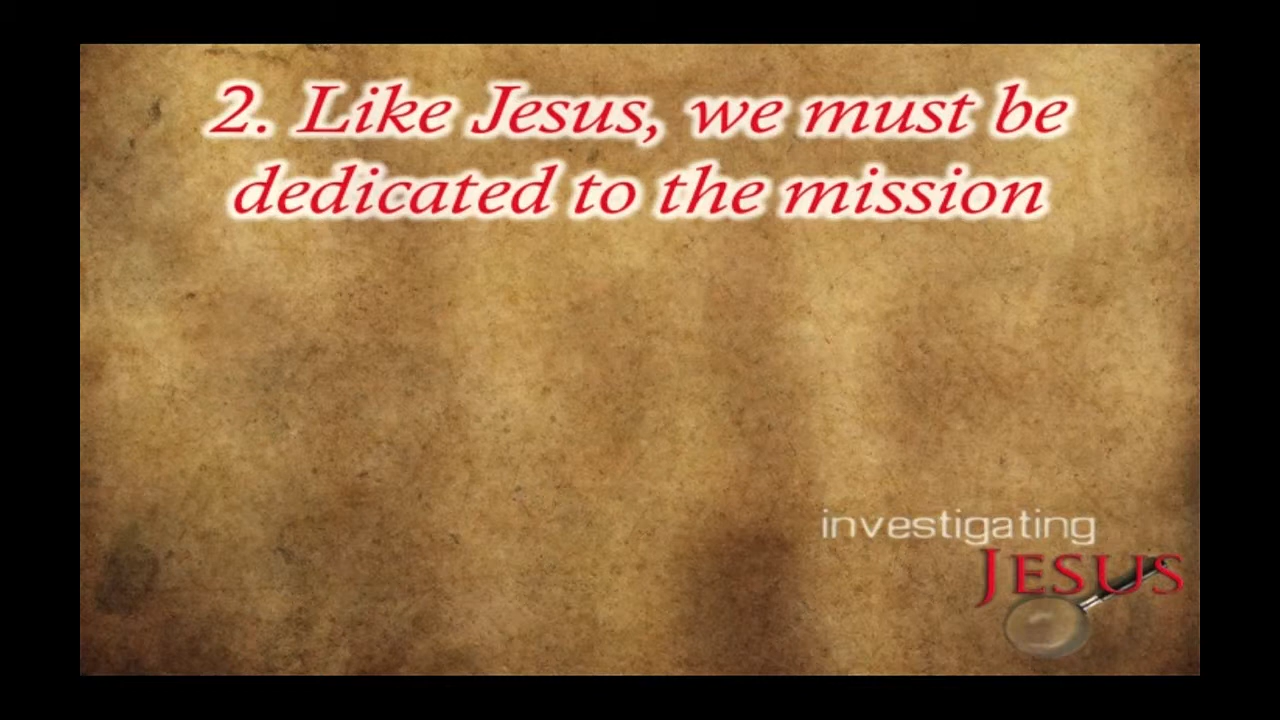 2. Like Jesus, we must be
dedicated to the mission
investigating
JESUS